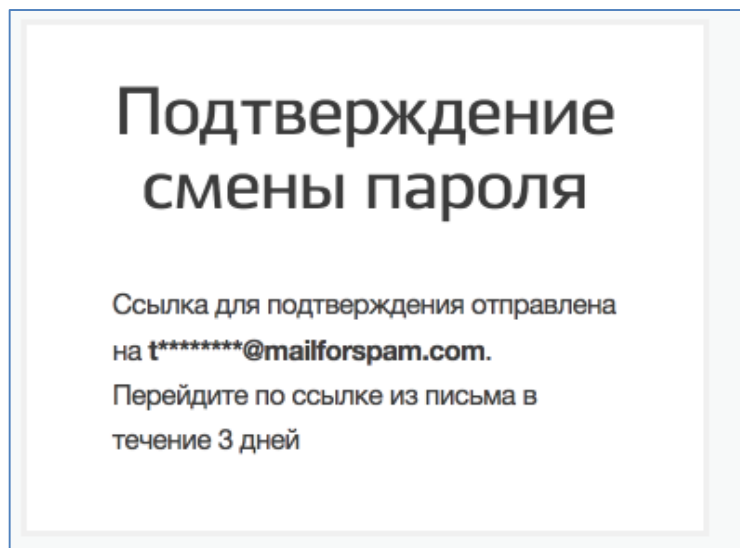 Подтверждение
смены пароля
Ссылка для подтверждения отправлена
на t********@mailforspam.com.
Перейдите по ссылке из письма в
течение 3 дней